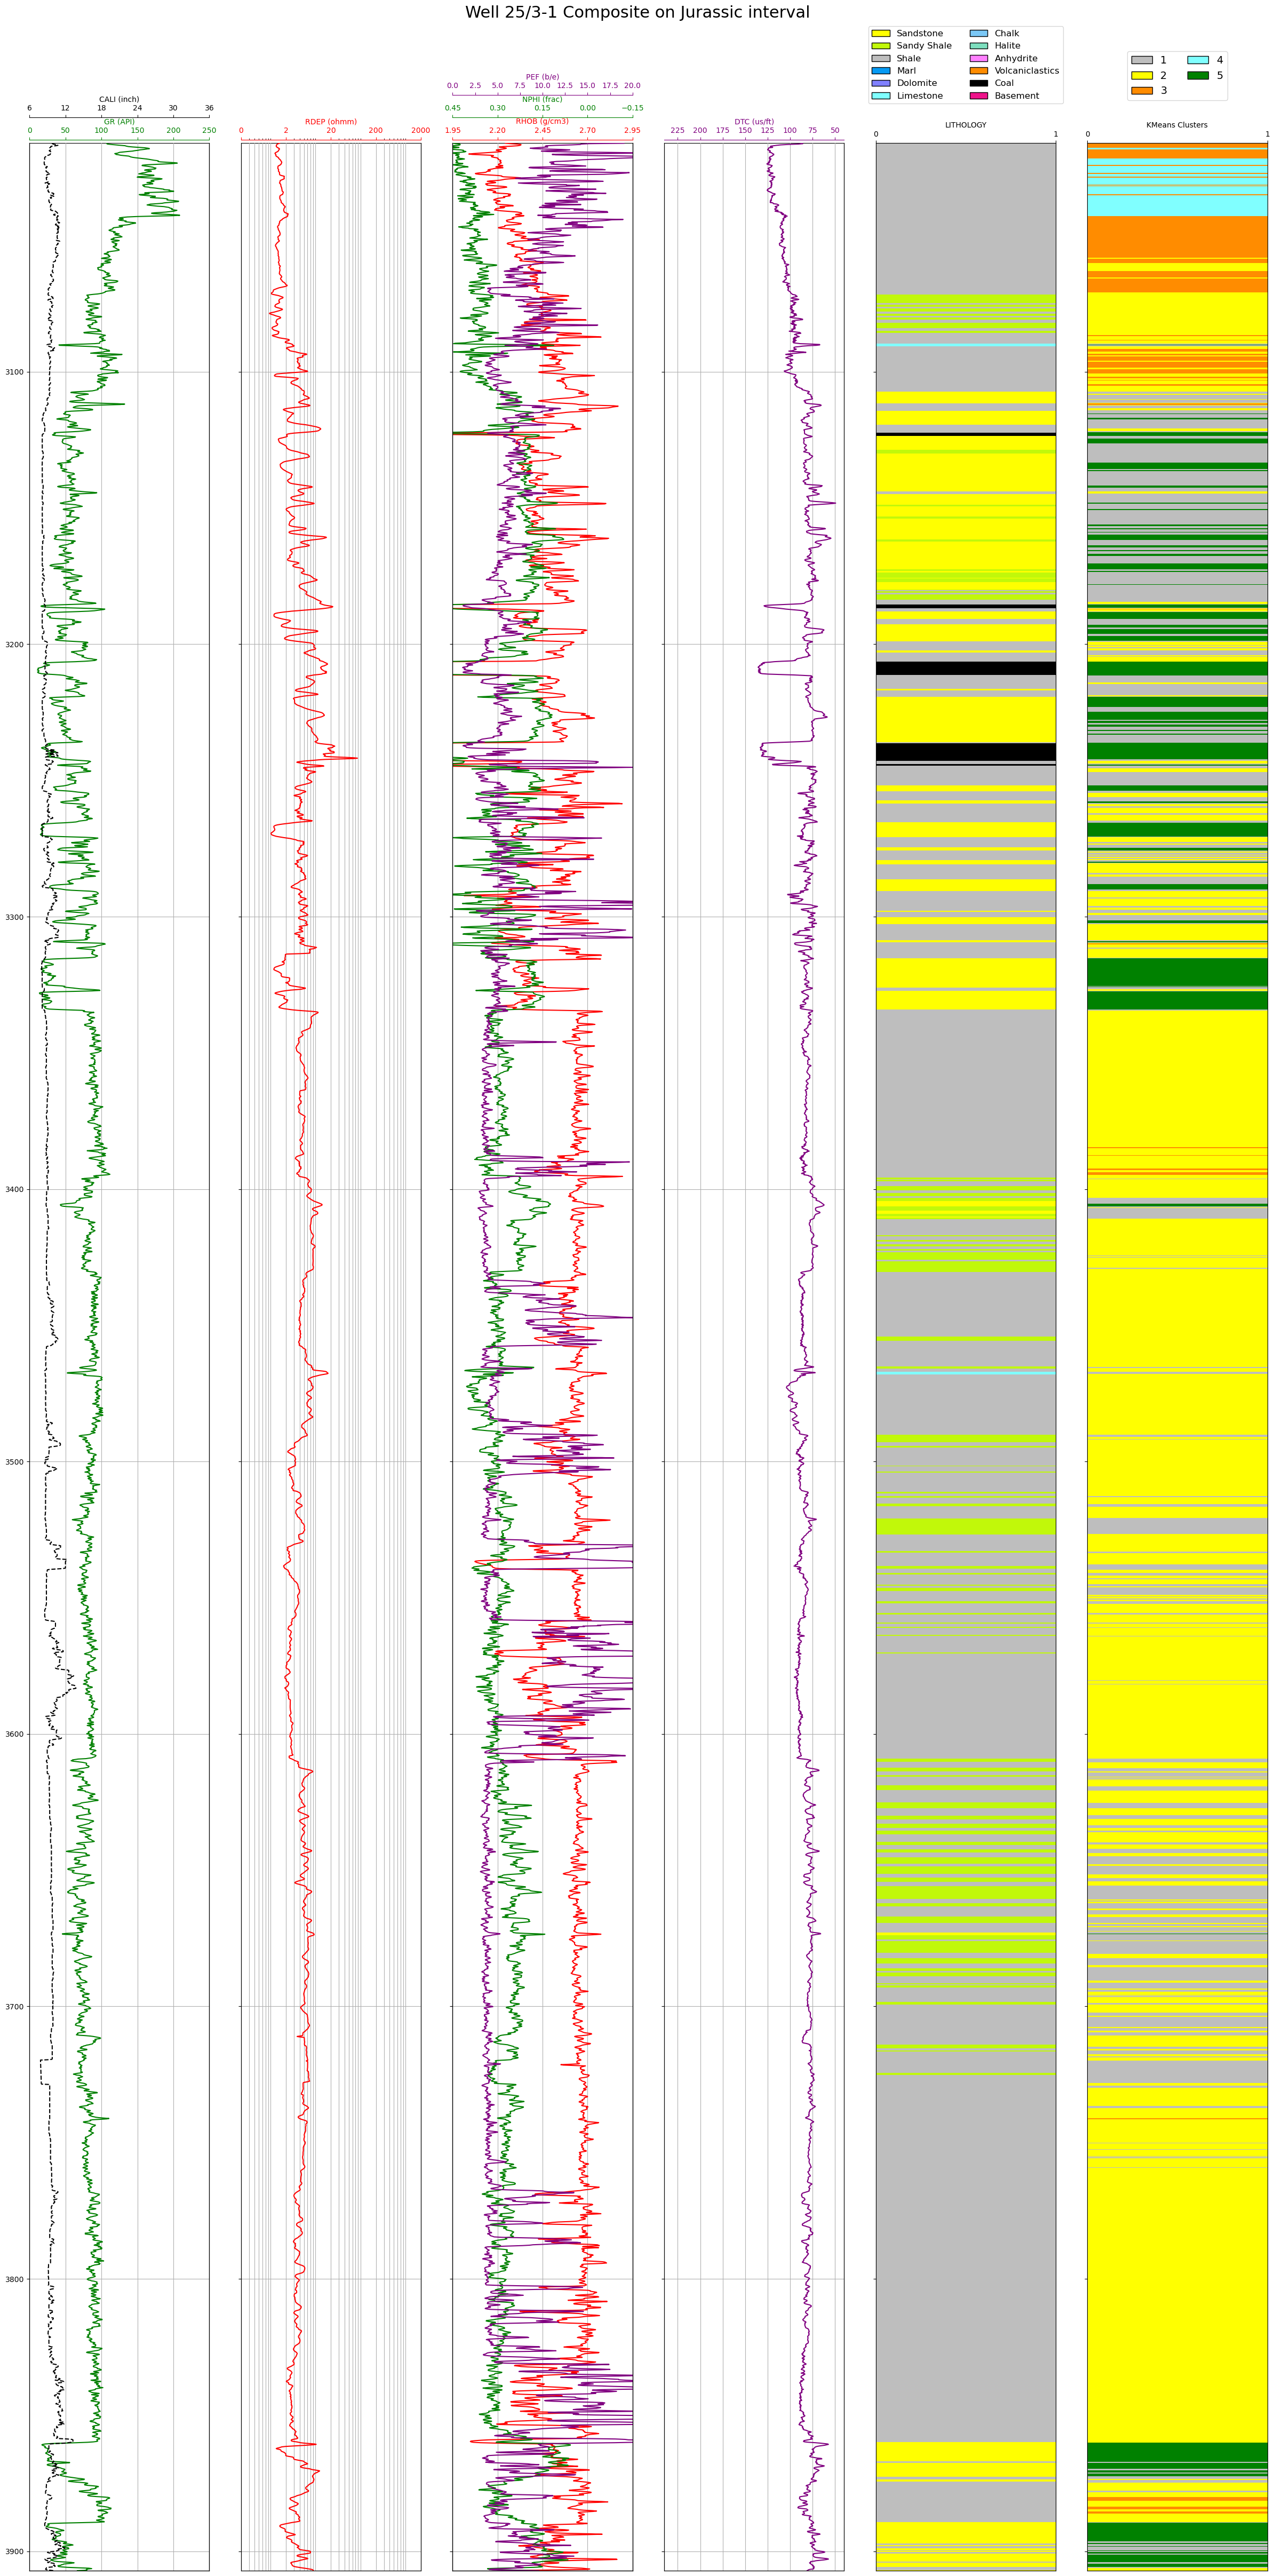 Well 25/3-1 Composite on Jurassic interval
Sandstone Chalk
Sandy Shale Halite
Shale Anhydrite
Marl Volcaniclastics
Dolomite Coal
Limestone Basement
1 4
2 5
3
PEF (b/e)
0.0 2.5 5.0 7.5 10.0 12.5 15.0 17.5 20.0
CALI (inch)
6 12 18 24 30 36
NPHI (frac)
0.45 0.30 0.15 0.00 −0.15
GR (API)
0 50 100 150 200 250
RDEP (ohmm)
0 2 20 200 2000
RHOB (g/cm3)
1.95 2.20 2.45 2.70 2.95
DTC (us/ft)
225 200 175 150 125 100 75 50
LITHOLOGY
0 1
KMeans Clusters
0 1
3100
3200
3300
3400
3500
3600
3700
3800
3900